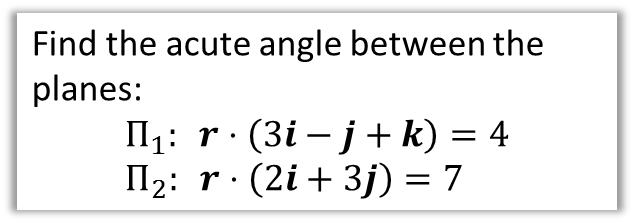 Find the acute angle between the
planes:
Π₁: 𝒓 · (3𝒊 − 𝒋 + 𝒌) = 4
Π₂: 𝒓 · (2𝒊 + 3𝒋) = 7